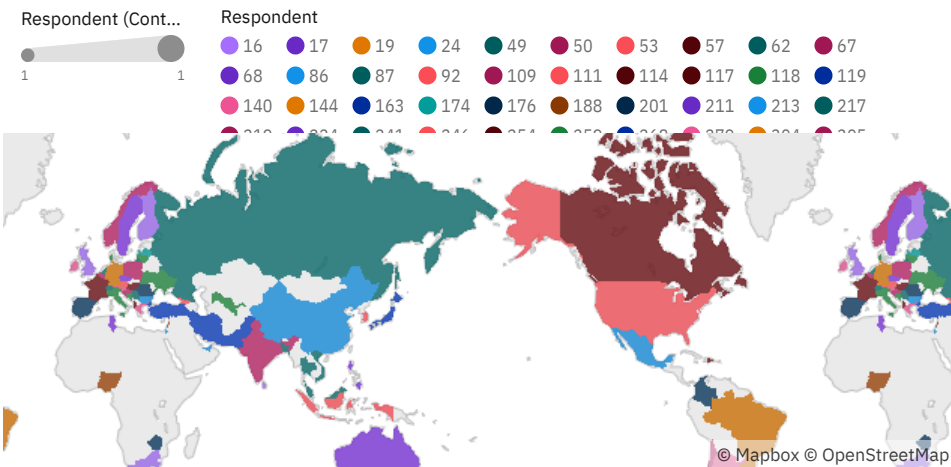 Respondent (Cont...
1 1
Respondent
16 17 19 24 49 50 53 57 62 67
68 86 87 92 109 111 114 117 118 119
140 144 163 174 176 188 201 211 213 217
© Mapbox © OpenStreetMap